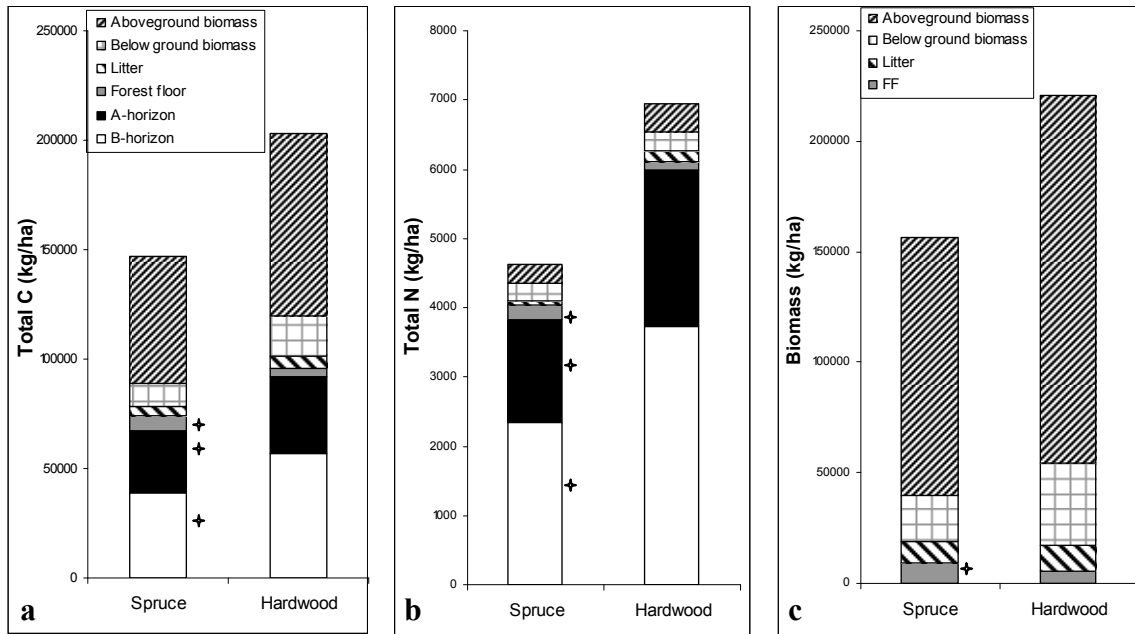 Aboveground biomass
Below ground biomass
Litter
Forest floor
A-horizon
B-horizon
Total C (kg/ha)
250000
200000
150000
100000
50000
0
Spruce
Hardwood
a
Total N (kg/ha)
8000
7000
6000
5000
4000
3000
2000
1000
0
Spruce
Hardwood
b
Aboveground biomass
Below ground biomass
Litter
FF
Biomass (kg/ha)
250000
200000
150000
100000
50000
0
Spruce
Hardwood
c